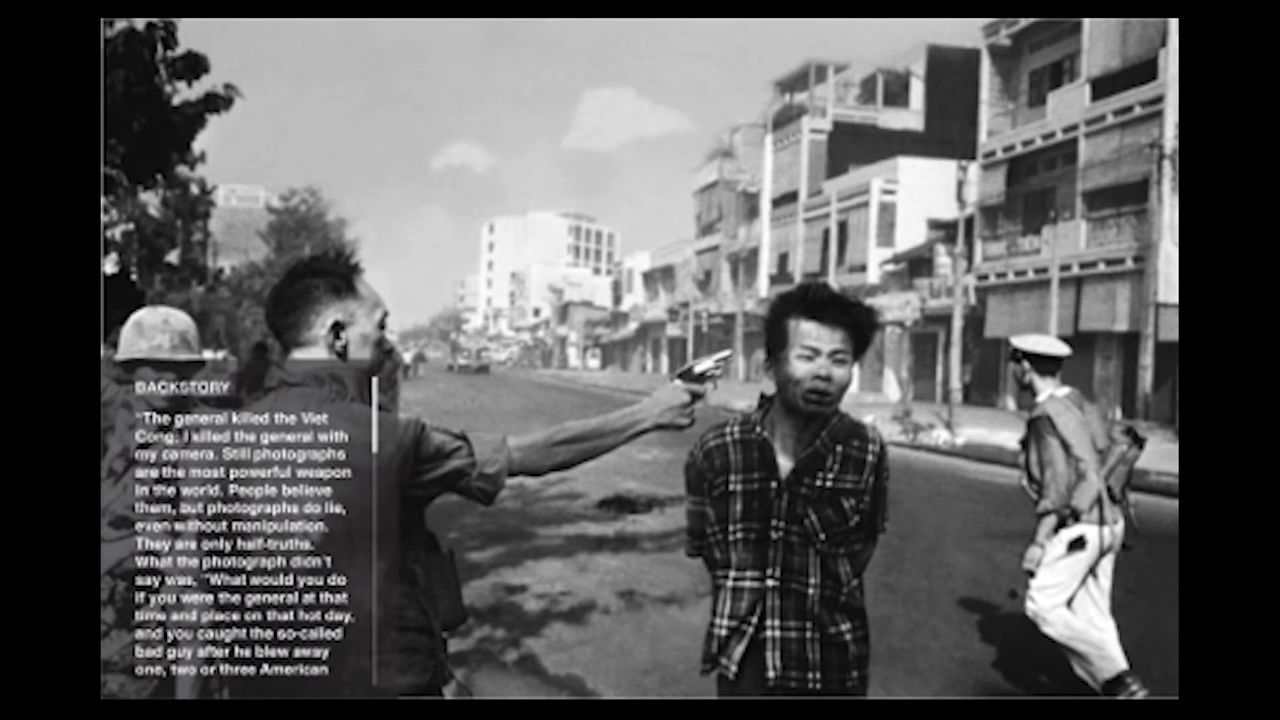 BACKSTORY
"The general killed the Viet
Cong; I killed the general with
my camera. Still photographs
are the most powerful weapon
in the world. People believe
them, but photographs do lie,
even without manipulation.
They are only half-truths.
What the photograph didn't
say was, "What would you do
if you were the general at that
time and place on that hot day,
and you caught the so-called
bad guy after he blew away
one, two or three American